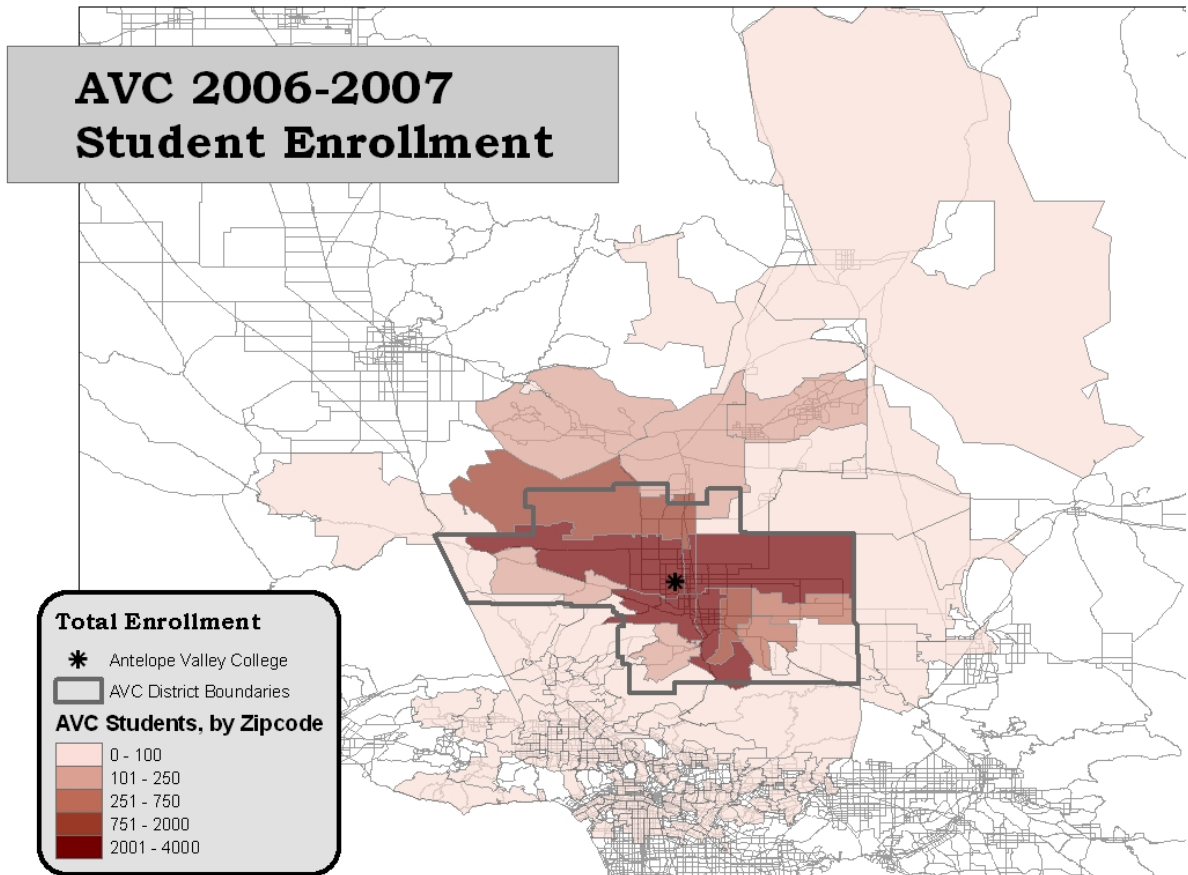 AVC 2006-2007
Student Enrollment
Total Enrollment
Antelope Valley College
AVC District Boundaries
AVC Students, by Zipcode
0 - 100
101 - 250
251 - 750
751 - 2000
2001 - 4000